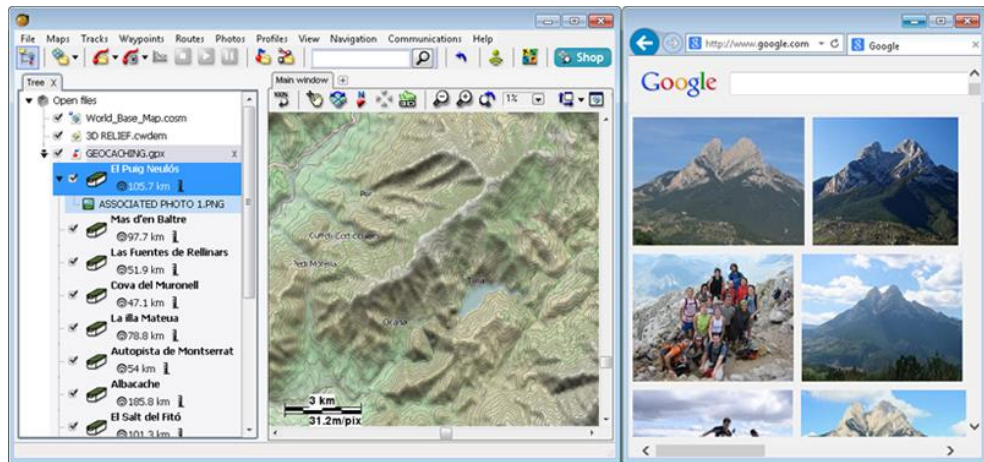 File Maps Tracks Waypoints Routes Photos Profiles View Navigation Communications Help
Shop
Tree X
Open files
World_Base_Map.cosm
3D RELIEF.cwdem
GEOCACHING.gpx x
El Puig Neulós
105.7 km
ASSOCIATED PHOTO 1.PNG
Mas d'en Baltre
97.7 km
Las Fuentes de Rellinars
51.9 km
Cova del Muronell
47.1 km
La illa Mateua
78.8 km
Autopista de Montserrat
54 km
Albacache
185.8 km
El Salt del Fitó
101.3 km
Main window
100%
N
1%
3 km
31.2m/pix
http://www.google.com
Google
Google